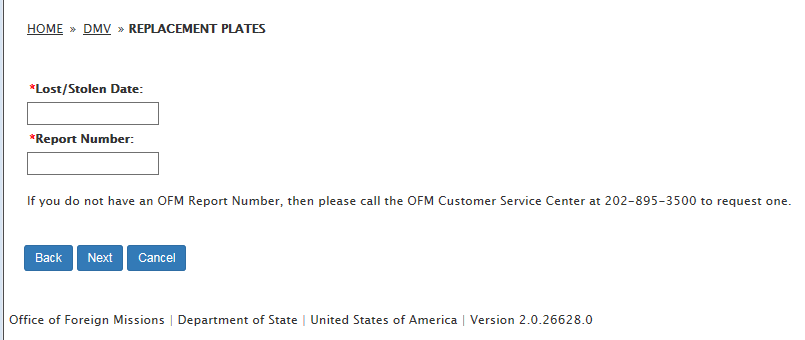 HOME » DMV » REPLACEMENT PLATES
*Lost/Stolen Date:
*Report Number:
If you do not have an OFM Report Number, then please call the OFM Customer Service Center at 202-895-3500 to request one.
Back Next Cancel
Office of Foreign Missions | Department of State | United States of America | Version 2.0.26628.0